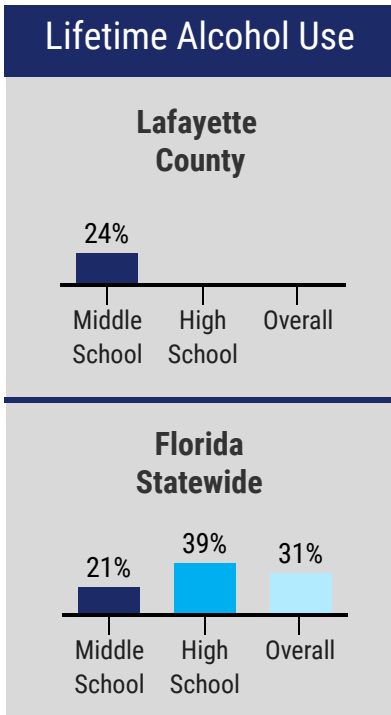 Lifetime Alcohol Use
Lafayette
County
24%
Middle
School
High
School
Overall
Florida
Statewide
21%
39%
31%
Middle
School
High
School
Overall